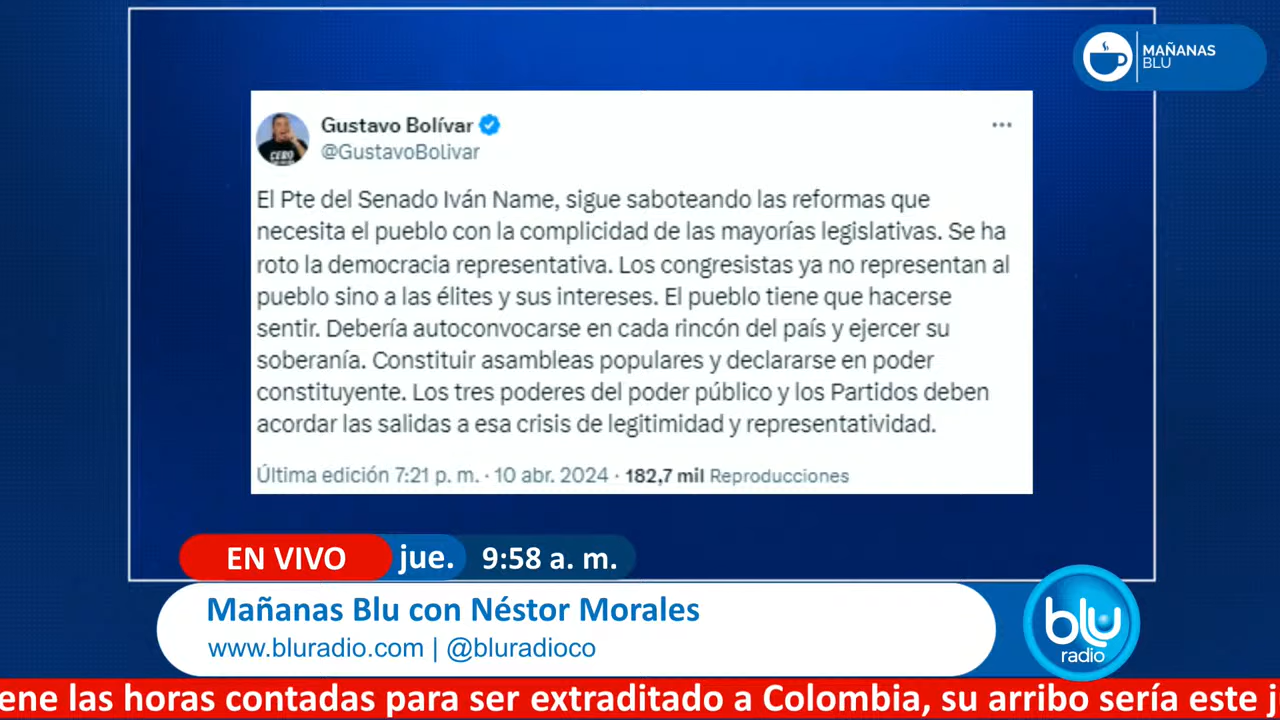 MAÑANAS
BLU
Gustavo Bolívar
@GustavoBolivar
El Pte del Senado Iván Name, sigue saboteando las reformas que
necesita el pueblo con la complicidad de las mayorías legislativas. Se ha
roto la democracia representativa. Los congresistas ya no representan al
pueblo sino a las élites y sus intereses. El pueblo tiene que hacerse
sentir. Debería autoconvocarse en cada rincón del país y ejercer su
soberanía. Constituir asambleas populares y declararse en poder
constituyente. Los tres poderes del poder público y los Partidos deben
acordar las salidas a esa crisis de legitimidad y representatividad.
Última edición 7:21 p. m. · 10 abr. 2024 · 182,7 mil Reproducciones
EN VIVO jue. 9:58 a. m.
Mañanas Blu con Néstor Morales
www.bluradio.com | @bluradioco
blu
radio
ene las horas contadas para ser extraditado a Colombia, su arribo sería este j